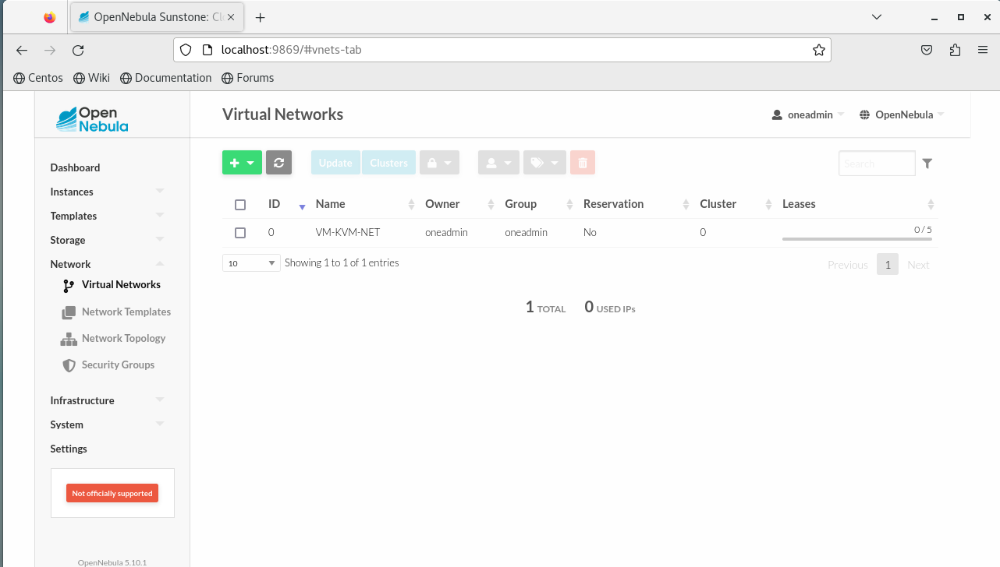 OpenNebula Sunstone: Cl
localhost:9869/#vnets-tab
Centos Wiki Documentation Forums
Open
Nebula
Virtual Networks
oneadmin OpenNebula
Dashboard
Instances
Templates
Storage
Network
Virtual Networks
Network Templates
Network Topology
Security Groups
Infrastructure
System
Settings
Not officially supported
OpenNebula 5.10.1
Update Clusters
Search
ID Name Owner Group Reservation Cluster Leases
0 VM-KVM-NET oneadmin oneadmin No 0 0 / 5
10 Showing 1 to 1 of 1 entries
Previous 1 Next
1 TOTAL 0 USED IPs